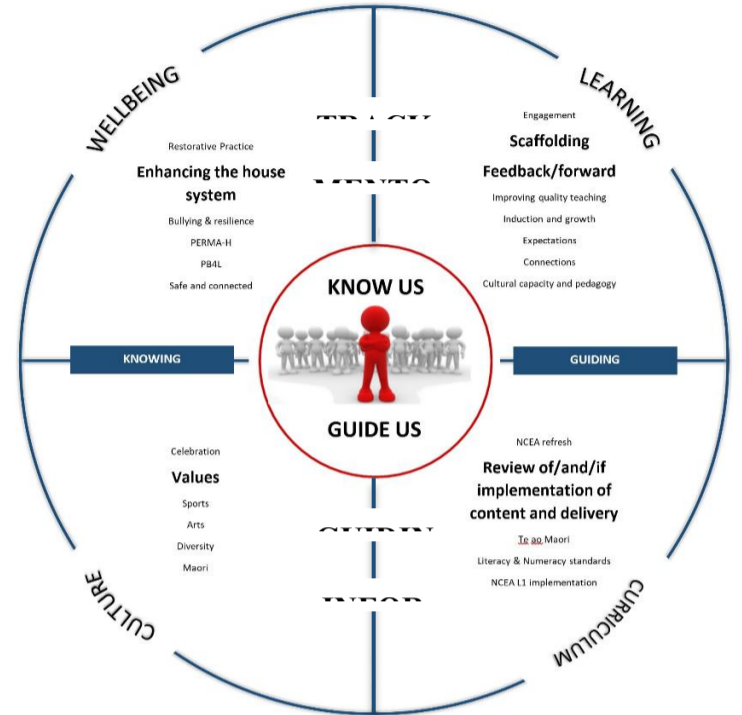 WELLBEING
LEARNING
Restorative Practice
Enhancing the house
system
Bullying & resilience
PERMA-H
PB4L
Safe and connected
Engagement
Scaffolding
Feedback/forward
Improving quality teaching
Induction and growth
Expectations
Connections
Cultural capacity and pedagogy
KNOW US
KNOWING
GUIDING
GUIDE US
Celebration
Values
Sports
Arts
Diversity
Maori
NCEA refresh
Review of/and/if
implementation of
content and delivery
Te ao Maori
Literacy & Numeracy standards
NCEA L1 implementation
CULTURE
CURRICULUM